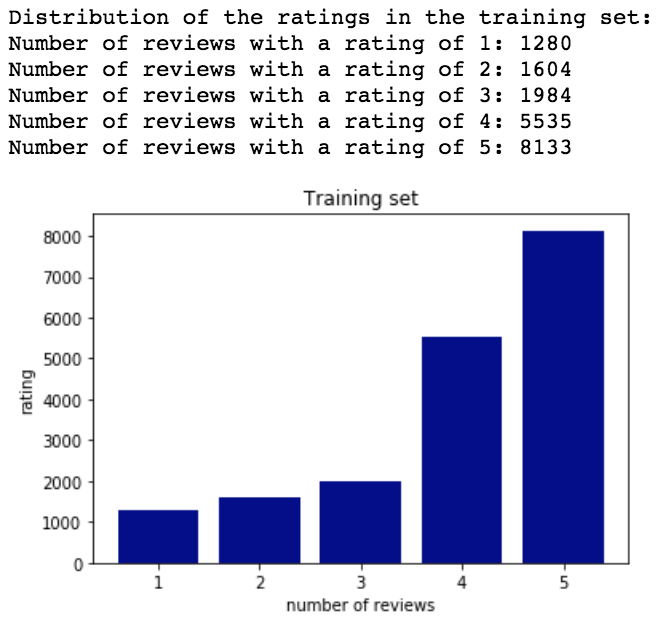 Distribution of the ratings in the training set:
Number of reviews with a rating of 1: 1280
Number of reviews with a rating of 2: 1604
Number of reviews with a rating of 3: 1984
Number of reviews with a rating of 4: 5535
Number of reviews with a rating of 5: 8133
Training set
8000
7000
6000
5000
4000
3000
2000
1000
0
rating
1 2 3 4 5
number of reviews